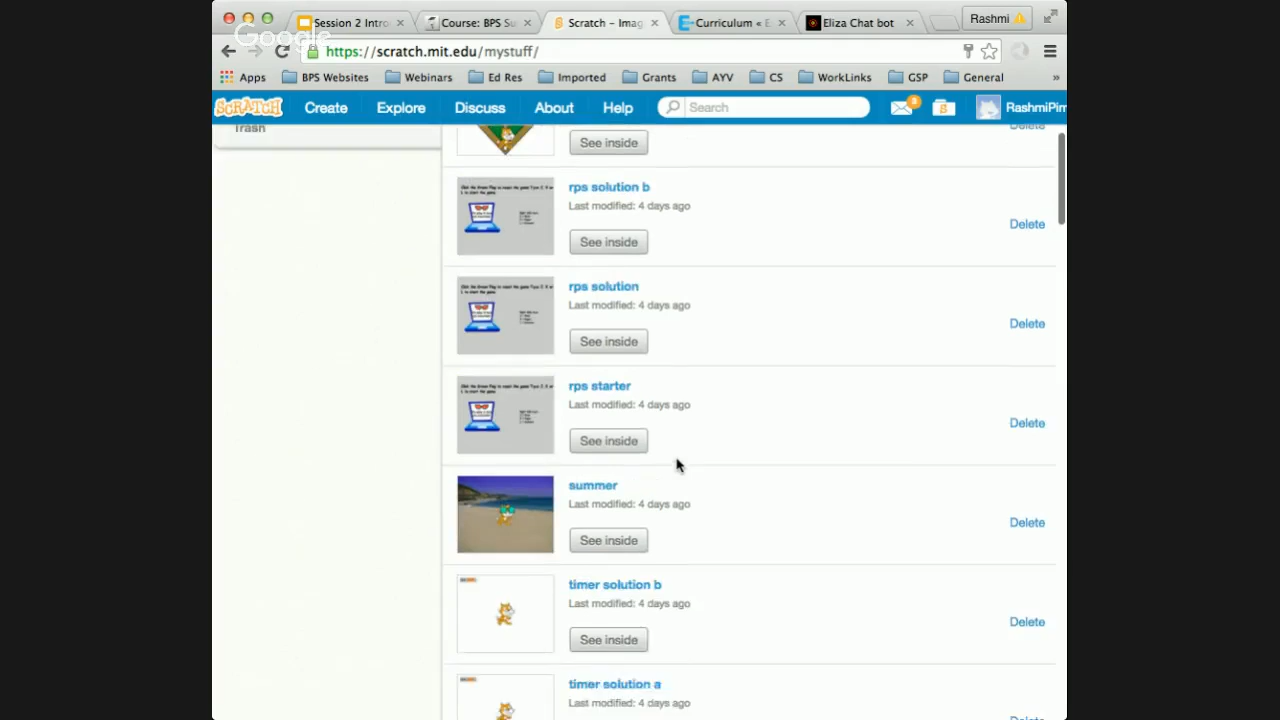 Session 2 Intro
Course: BPS Su
Scratch – Imag
Curriculum « E
Eliza Chat bot
Rashmi
Google
https://scratch.mit.edu/mystuff/
Apps
BPS Websites
Webinars
Ed Res
Imported
Grants
AYV
CS
WorkLinks
GSP
General
»
SCRATCH
Create
Explore
Discuss
About
Help
Search
RashmiPim
Trash
See inside
Delete
rps solution b
Last modified: 4 days ago
See inside
Delete
rps solution
Last modified: 4 days ago
See inside
Delete
rps starter
Last modified: 4 days ago
See inside
Delete
summer
Last modified: 4 days ago
See inside
Delete
timer solution b
Last modified: 4 days ago
See inside
Delete
timer solution a
Last modified: 4 days ago
Delete